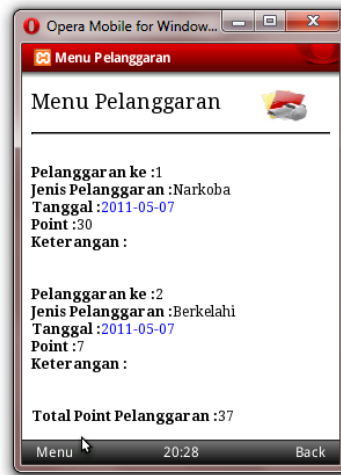 Opera Mobile for Window...
Menu Pelanggaran
Menu Pelanggaran
Pelanggaran ke :1
Jenis Pelanggaran :Narkoba
Tanggal :2011-05-07
Point :30
Keterangan :
Pelanggaran ke :2
Jenis Pelanggaran :Berkelahi
Tanggal :2011-05-07
Point :7
Keterangan :
Total Point Pelanggaran :37
Menu 20:28 Back